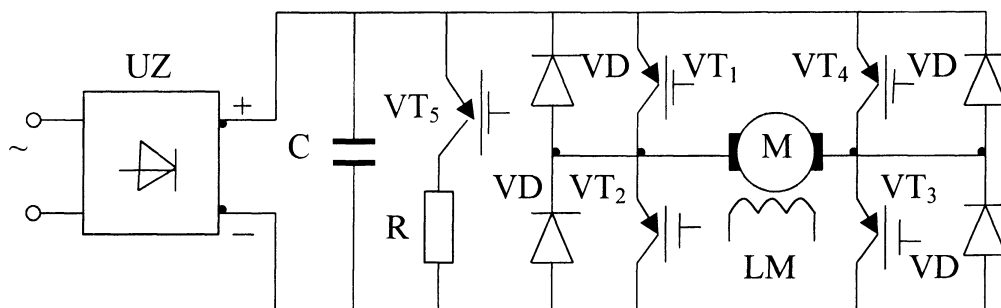 UZ
+
~
−
C
VT₅
R
VD
VT₁
VT₄
VD
M
VD
VT₂
VT₃
LM
VD